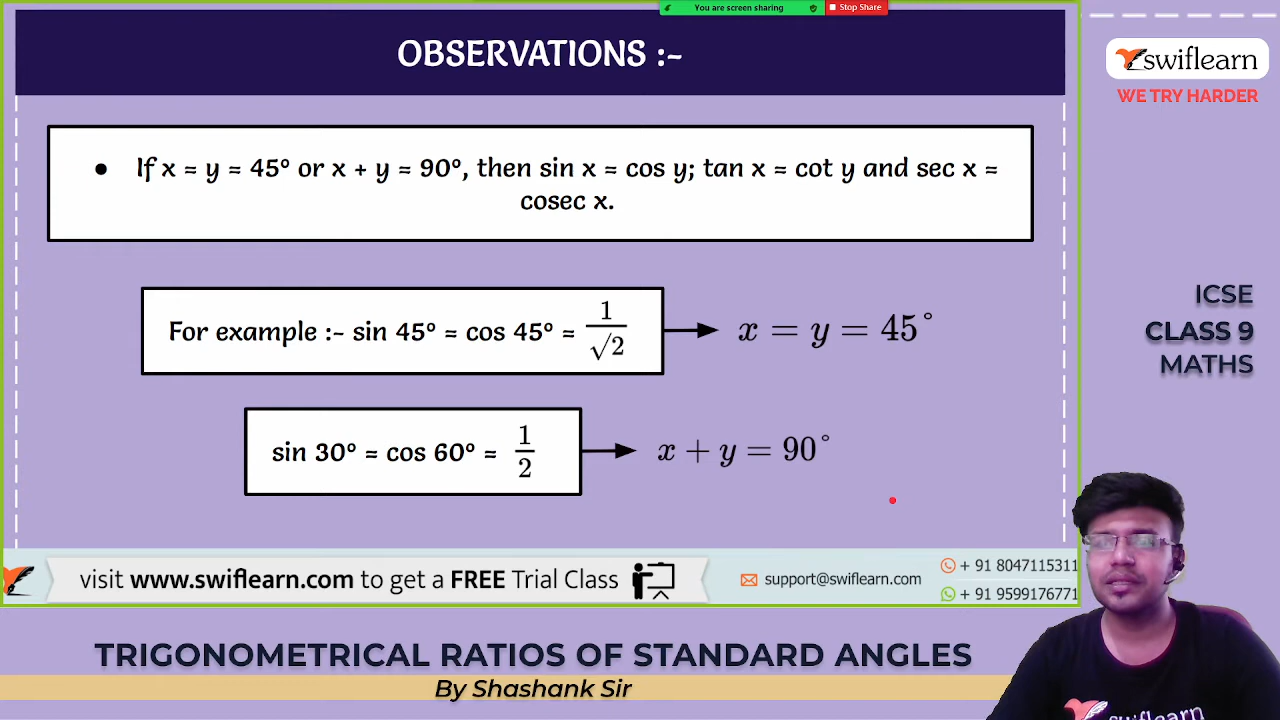 You are screen sharing
Stop Share
OBSERVATIONS :-
swiflearn
WE TRY HARDER
• If x = y = 45° or x + y = 90°, then sin x = cos y; tan x = cot y and sec x =
cosec x.
For example :- sin 45° = cos 45° = 1/√2
x = y = 45°
sin 30° = cos 60° = 1/2
x + y = 90°
ICSE
CLASS 9
MATHS
visit www.swiflearn.com to get a FREE Trial Class
support@swiflearn.com
+ 91 8047115311
+ 91 9599176771
TRIGONOMETRICAL RATIOS OF STANDARD ANGLES
By Shashank Sir
swiflearn